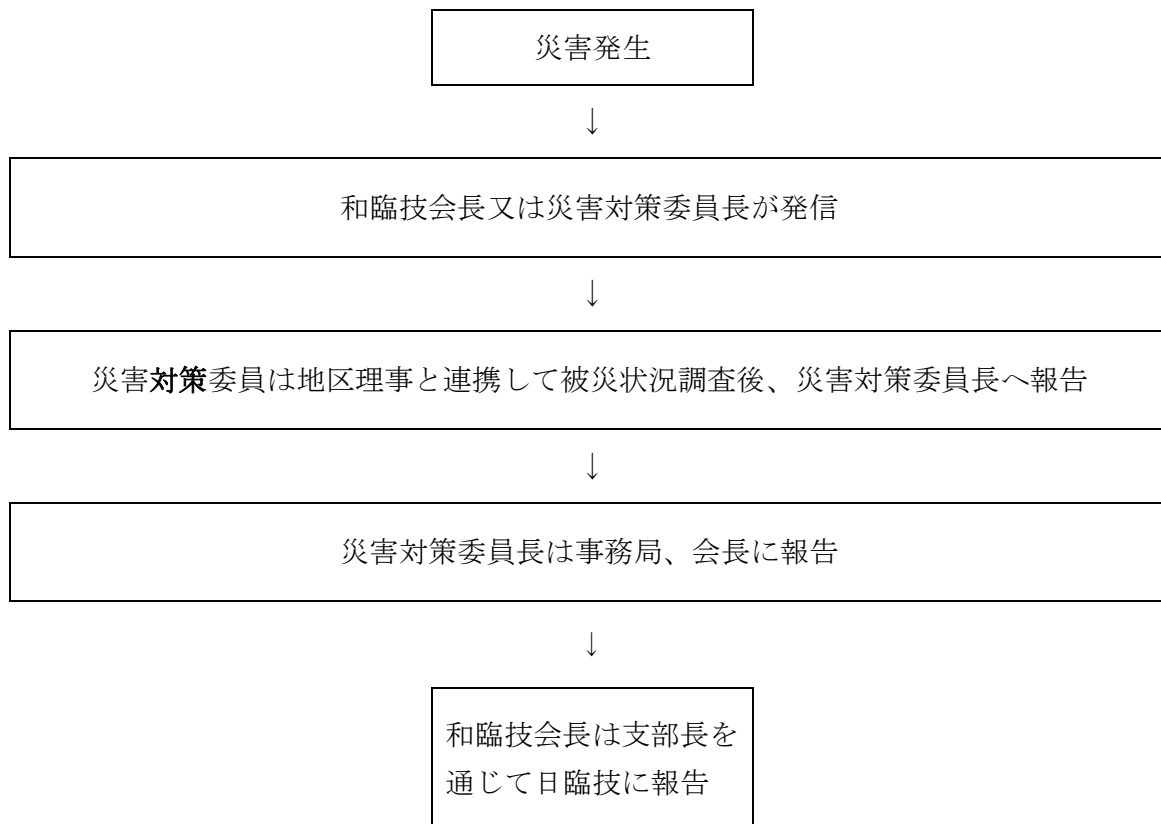 災害発生
↓
和臨技会長又は災害対策委員長が発信
↓
災害対策委員は地区理事と連携して被災状況調査後、災害対策委員長へ報告
↓
災害対策委員長は事務局、会長に報告
↓
和臨技会長は支部長を
通じて日臨技に報告